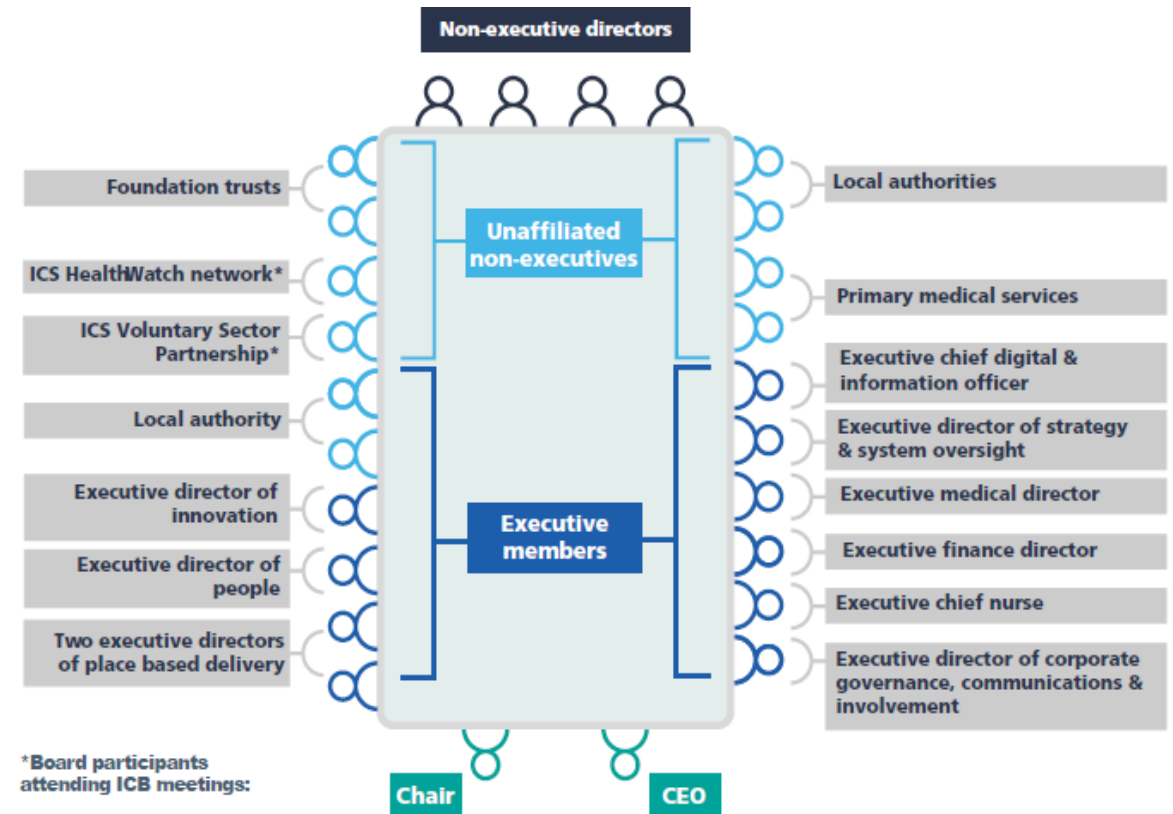 Non-executive directors
Foundation trusts
ICS HealthWatch network*
ICS Voluntary Sector
Partnership*
Local authority
Executive director of
innovation
Executive director of
people
Two executive directors
of place based delivery
Unaffiliated
non-executives
Executive
members
Local authorities
Primary medical services
Executive chief digital &
information officer
Executive director of strategy
& system oversight
Executive medical director
Executive finance director
Executive chief nurse
Executive director of corporate
governance, communications &
involvement
*Board participants
attending ICB meetings:
Chair
CEO